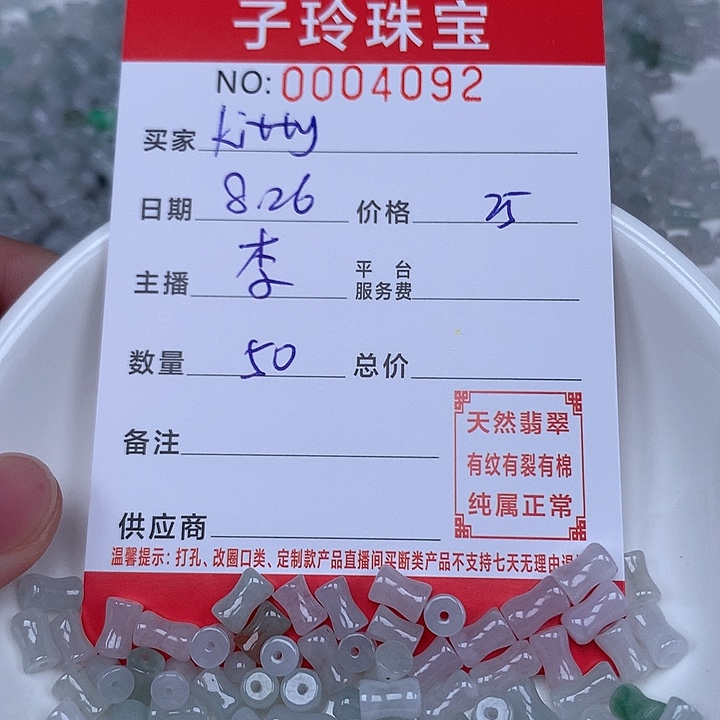 子玲珠宝
NO: 0004092
买家 kitty
日期 8.26 价格 25
主播 李 平台服务费
数量 50 总价
备注
天然翡翠
有纹有裂有棉
纯属正常
供应商
温馨提示：打孔、改圈口类、定制款产品直播间买断类产品不支持七天无理由